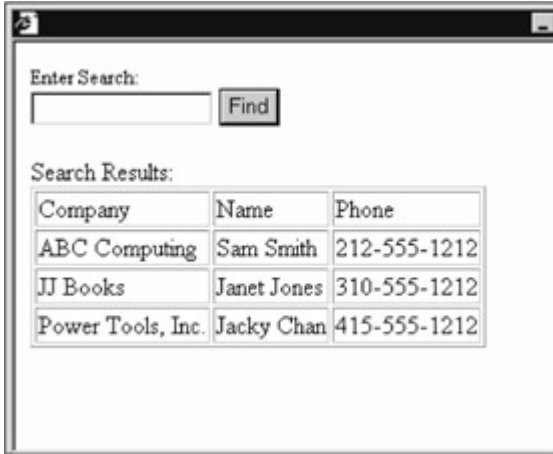 Enter Search:
Find
Search Results:
Company Name Phone
ABC Computing Sam Smith 212-555-1212
JJ Books Janet Jones 310-555-1212
Power Tools, Inc. Jacky Chan 415-555-1212